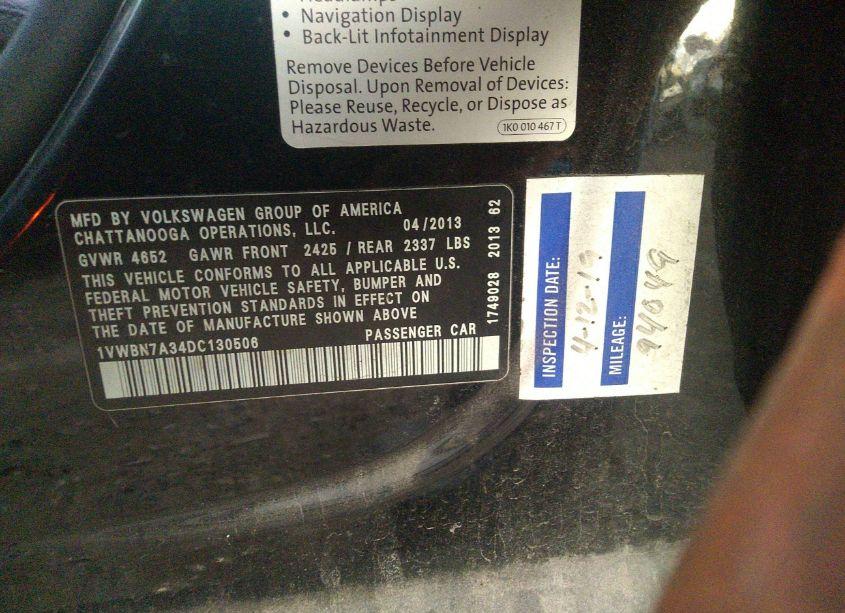 • Navigation Display
• Back-Lit Infotainment Display
Remove Devices Before Vehicle
Disposal. Upon Removal of Devices:
Please Reuse, Recycle, or Dispose as
Hazardous Waste.
1K0 010 467 T
MFD BY VOLKSWAGEN GROUP OF AMERICA
CHATTANOOGA OPERATIONS, LLC. 04/2013
GVWR 4652 GAWR FRONT 2425 / REAR 2337 LBS
THIS VEHICLE CONFORMS TO ALL APPLICABLE U.S.
FEDERAL MOTOR VEHICLE SAFETY, BUMPER AND
THEFT PREVENTION STANDARDS IN EFFECT ON
THE DATE OF MANUFACTURE SHOWN ABOVE
1VWBN7A34DC130506 PASSENGER CAR
1749028 2013 62
INSPECTION DATE:
4-12-19
MILEAGE:
94849